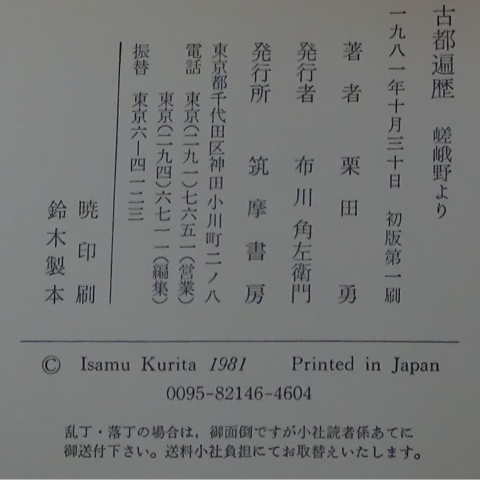 古都遍歴 嵯峨野より
一九八一年十月三十日 初版第一刷
著者 栗田 勇
発行者 布川角左衛門
発行所 筑摩書房
東京都千代田区神田小川町二ノ八
電話 東京(二九一)七六五一(営業)
東京(二九四)六七一一(編集)
振替 東京六―四一二三
暁印刷
鈴木製本
© Isamu Kurita 1981 Printed in Japan
0095-82146-4604
乱丁・落丁の場合は，御面倒ですが小社読者係あてに
御送付下さい。送料小社負担にてお取替えいたします。